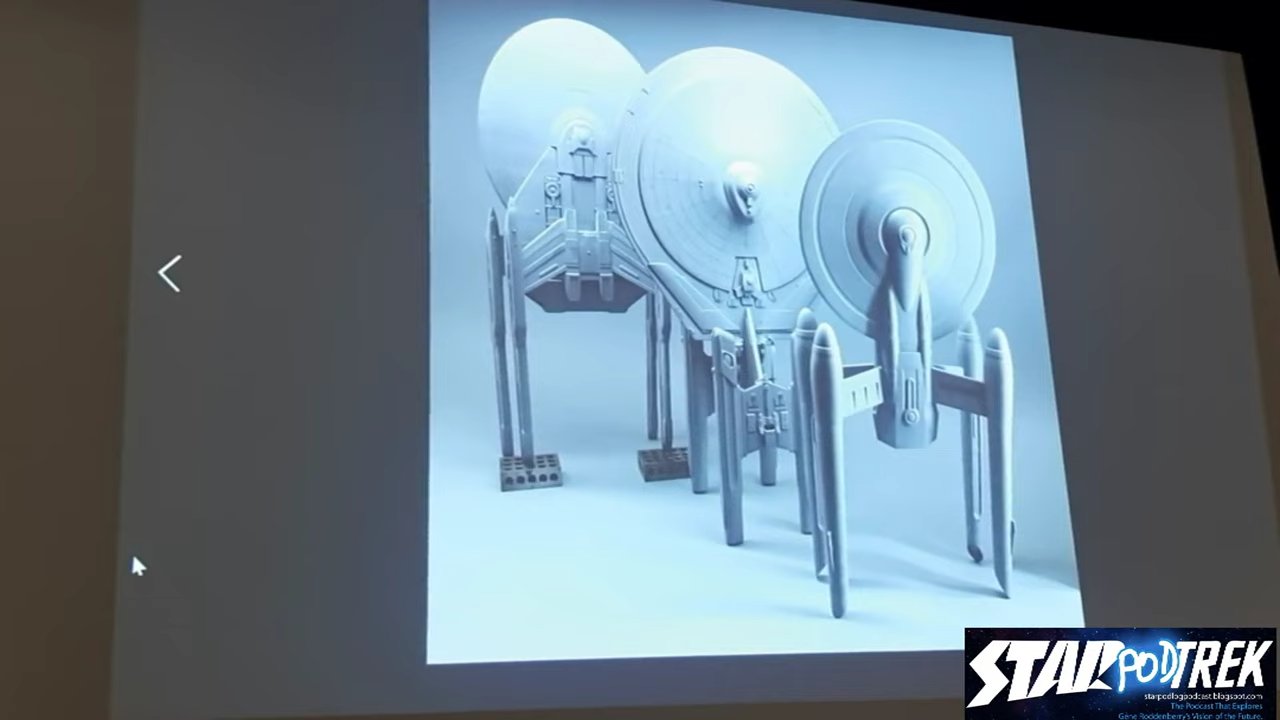 STARPODTREK
starpodlogpodcast.blogspot.com
The Podcast That Explores
Gene Roddenberry's Vision of the Future.